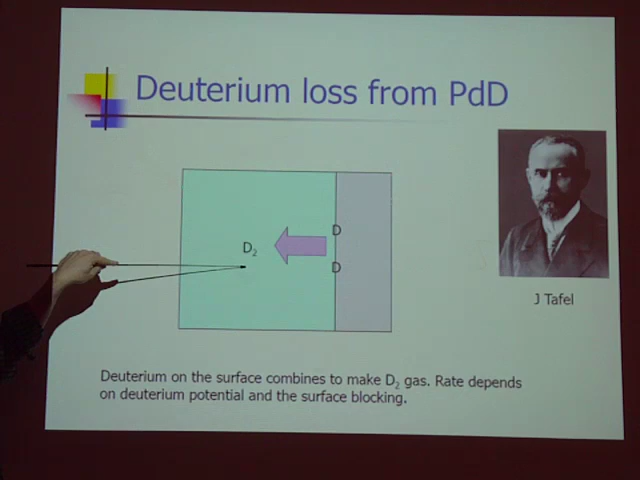 Deuterium loss from PdD
D
D₂
D
J Tafel
Deuterium on the surface combines to make D₂ gas. Rate depends
on deuterium potential and the surface blocking.